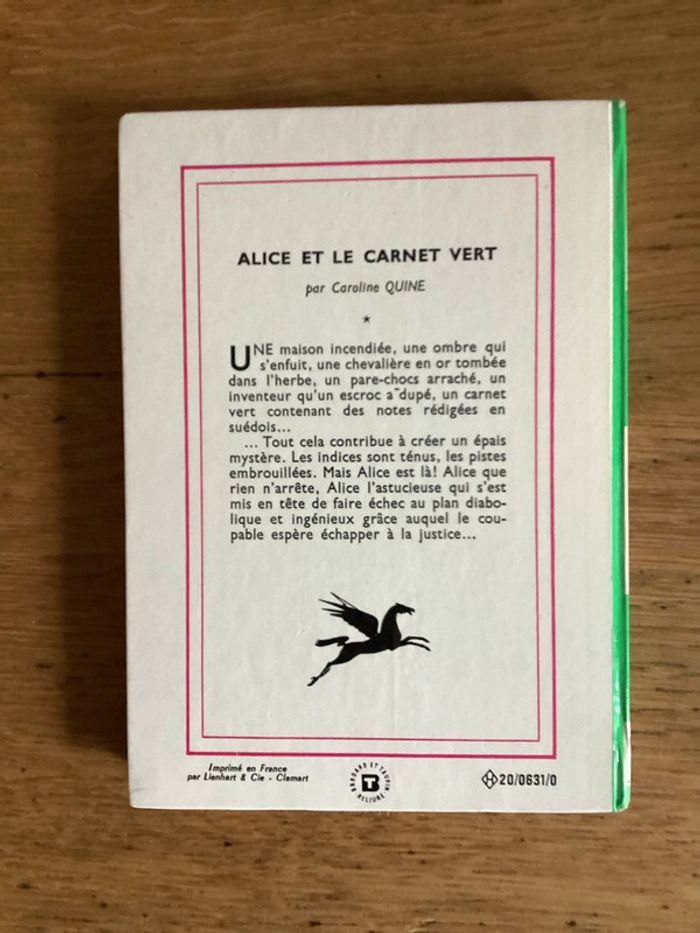 ALICE ET LE CARNET VERT
par Caroline QUINE
*
UNE maison incendiée, une ombre qui
s'enfuit, une chevalière en or tombée
dans l'herbe, un pare-chocs arraché, un
inventeur qu'un escroc a dupé, un carnet
vert contenant des notes rédigées en
suédois...
... Tout cela contribue à créer un épais
mystère. Les indices sont ténus, les pistes
embrouillées. Mais Alice est là! Alice que
rien n'arrête, Alice l'astucieuse qui s'est
mis en tête de faire échec au plan diabo-
lique et ingénieux grâce auquel le cou-
pable espère échapper à la justice...
Imprimé en France
par Lienhart & Cie - Clamart
BRODARD ET TAUPIN
BT
RELIURE
H 20/0631/0